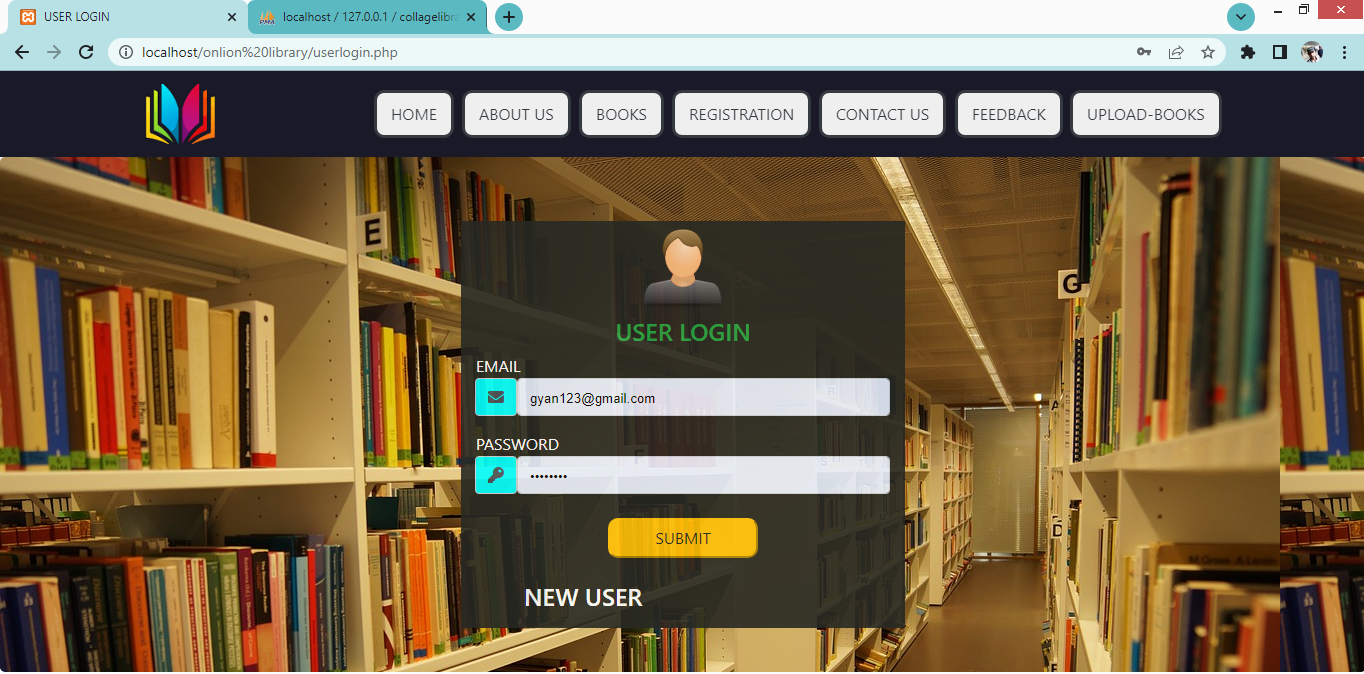 USER LOGIN
localhost / 127.0.0.1 / collagelibra
localhost/onlion%20library/userlogin.php
HOME
ABOUT US
BOOKS
REGISTRATION
CONTACT US
FEEDBACK
UPLOAD-BOOKS
E
G
USER LOGIN
EMAIL
gyan123@gmail.com
PASSWORD
••••••••
D
SUBMIT
NEW USER